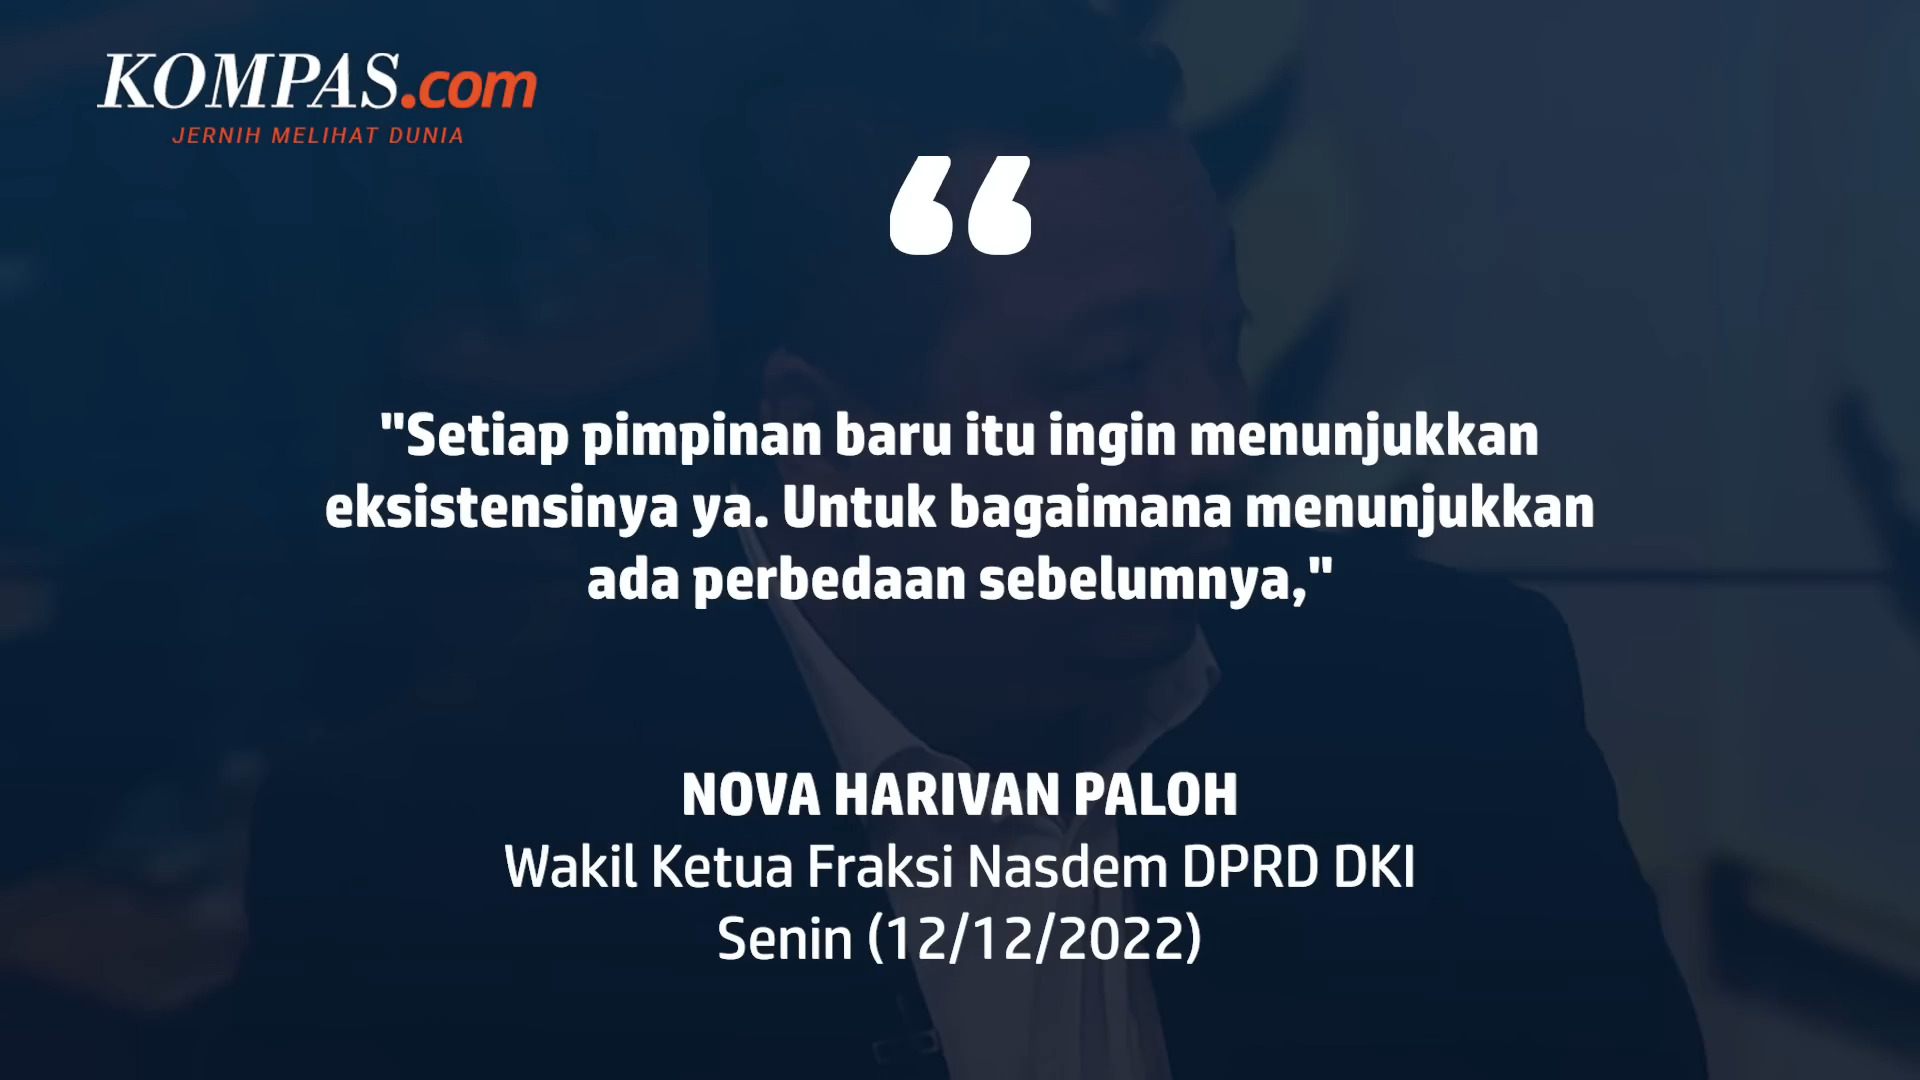 KOMPAS.com
JERNIH MELIHAT DUNIA
“
"Setiap pimpinan baru itu ingin menunjukkan
eksistensinya ya. Untuk bagaimana menunjukkan
ada perbedaan sebelumnya,"
NOVA HARIVAN PALOH
Wakil Ketua Fraksi Nasdem DPRD DKI
Senin (12/12/2022)